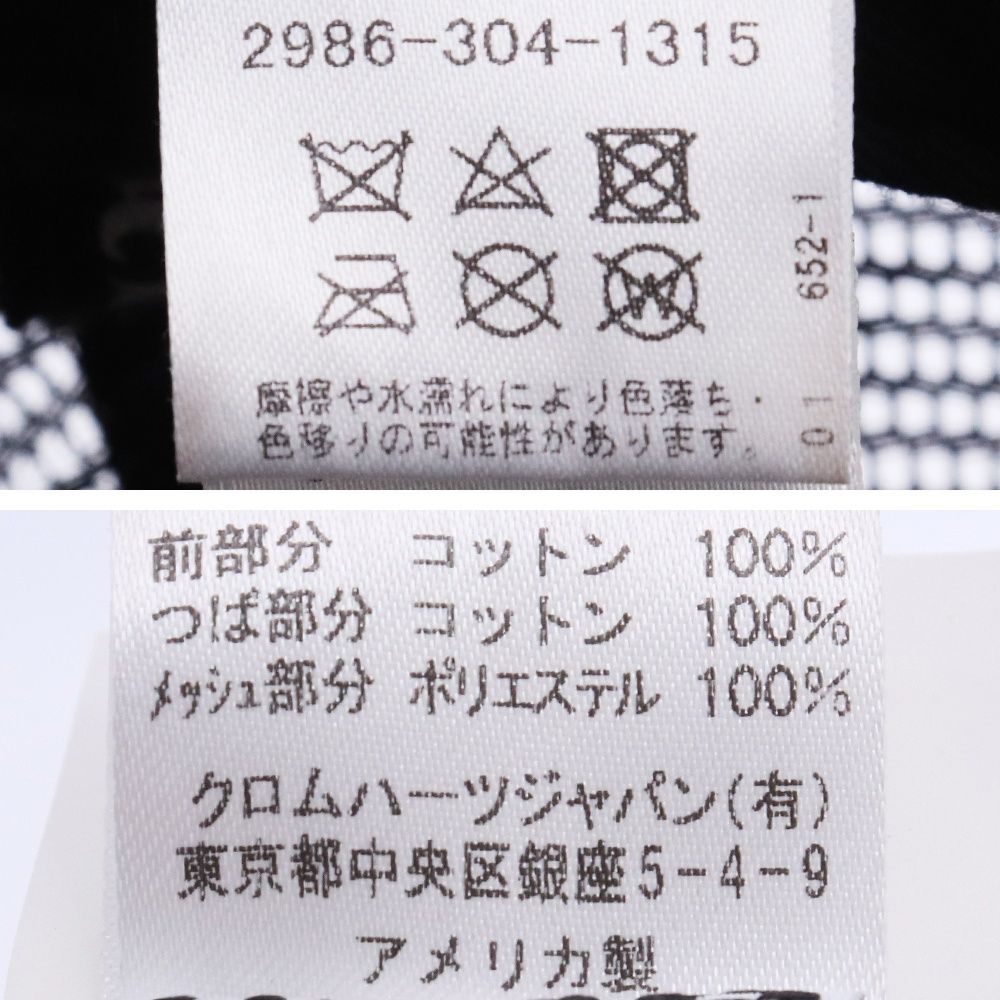 2986-304-1315
摩擦や水濡れにより色落ち・
色移りの可能性があります。
652-1
01
前部分 コットン 100%
つば部分 コットン 100%
メッシュ部分 ポリエステル 100%
クロムハーツジャパン(有)
東京都中央区銀座5-4-9
アメリカ製